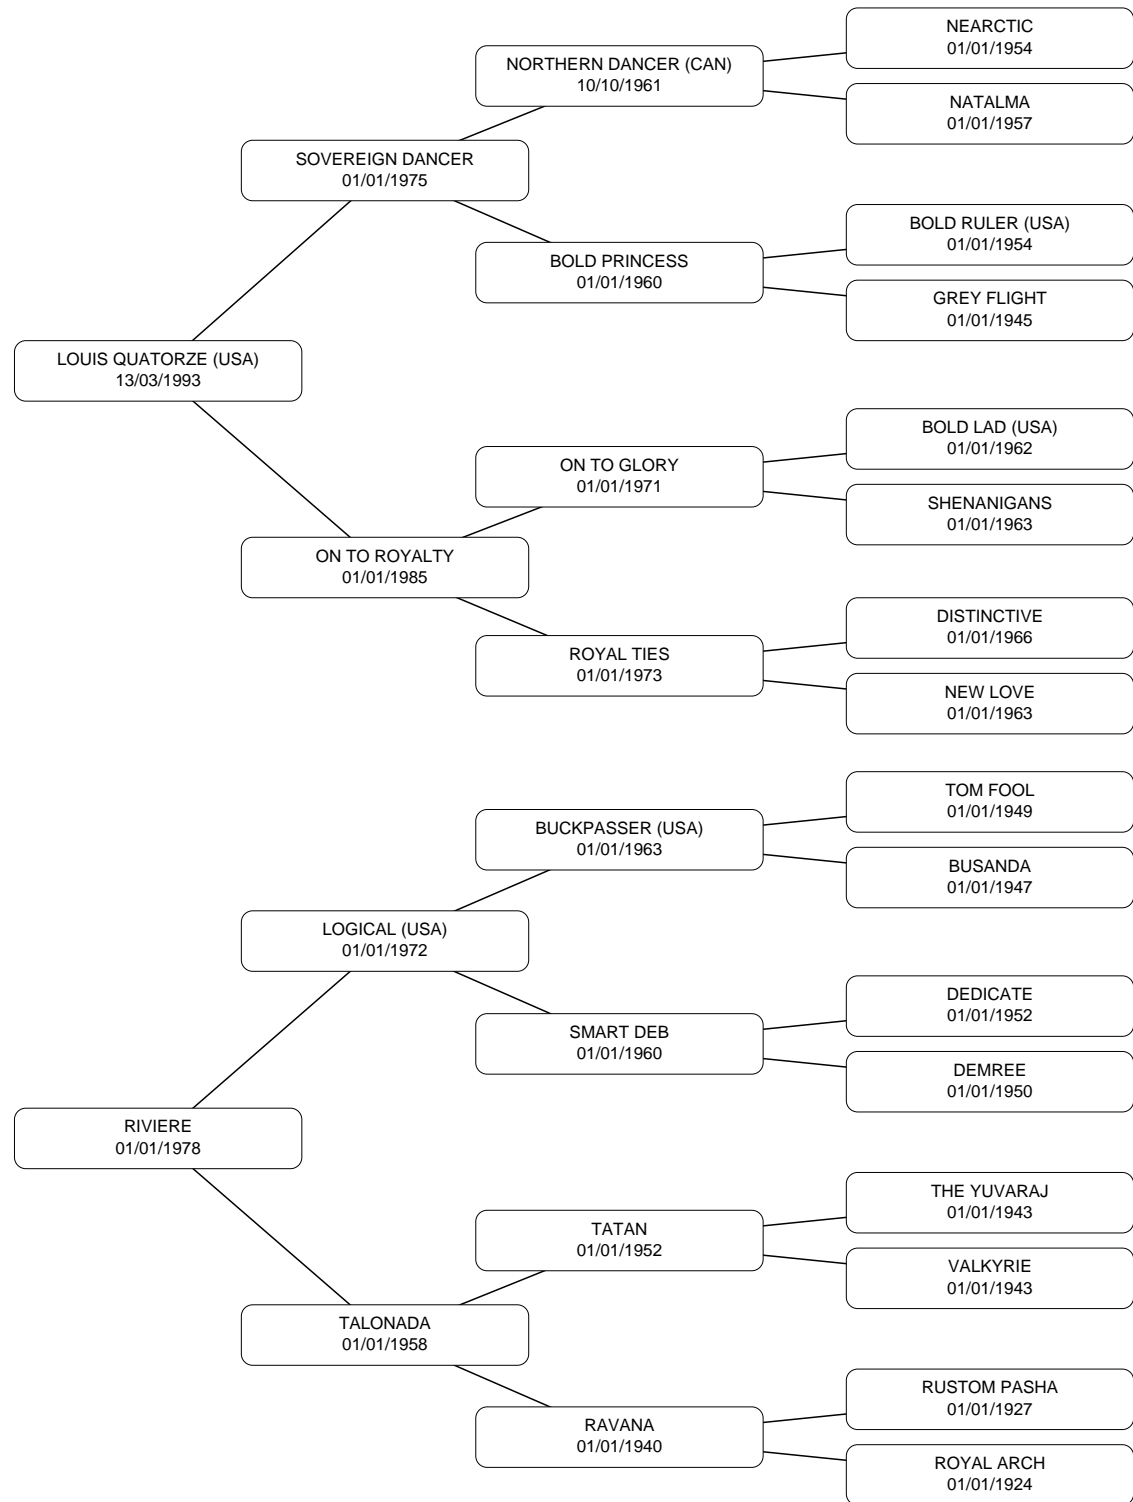 NEARCTIC
01/01/1954
NORTHERN DANCER (CAN)
10/10/1961
NATALMA
01/01/1957
SOVEREIGN DANCER
01/01/1975
BOLD RULER (USA)
01/01/1954
BOLD PRINCESS
01/01/1960
GREY FLIGHT
01/01/1945
LOUIS QUATORZE (USA)
13/03/1993
BOLD LAD (USA)
01/01/1962
ON TO GLORY
01/01/1971
SHENANIGANS
01/01/1963
ON TO ROYALTY
01/01/1985
DISTINCTIVE
01/01/1966
ROYAL TIES
01/01/1973
NEW LOVE
01/01/1963
TOM FOOL
01/01/1949
BUCKPASSER (USA)
01/01/1963
BUSANDA
01/01/1947
LOGICAL (USA)
01/01/1972
DEDICATE
01/01/1952
SMART DEB
01/01/1960
DEMREE
01/01/1950
RIVIERE
01/01/1978
THE YUVARAJ
01/01/1943
TATAN
01/01/1952
VALKYRIE
01/01/1943
TALONADA
01/01/1958
RUSTOM PASHA
01/01/1927
RAVANA
01/01/1940
ROYAL ARCH
01/01/1924